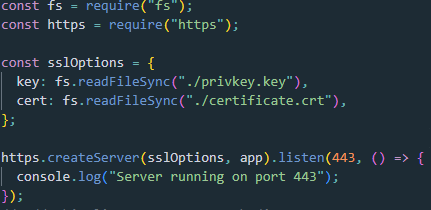 const fs = require("fs");
const https = require("https");
const sslOptions = {
key: fs.readFileSync("./privkey.key"),
cert: fs.readFileSync("./certificate.crt"),
};
https.createServer(sslOptions, app).listen(443, () => {
console.log("Server running on port 443");
});